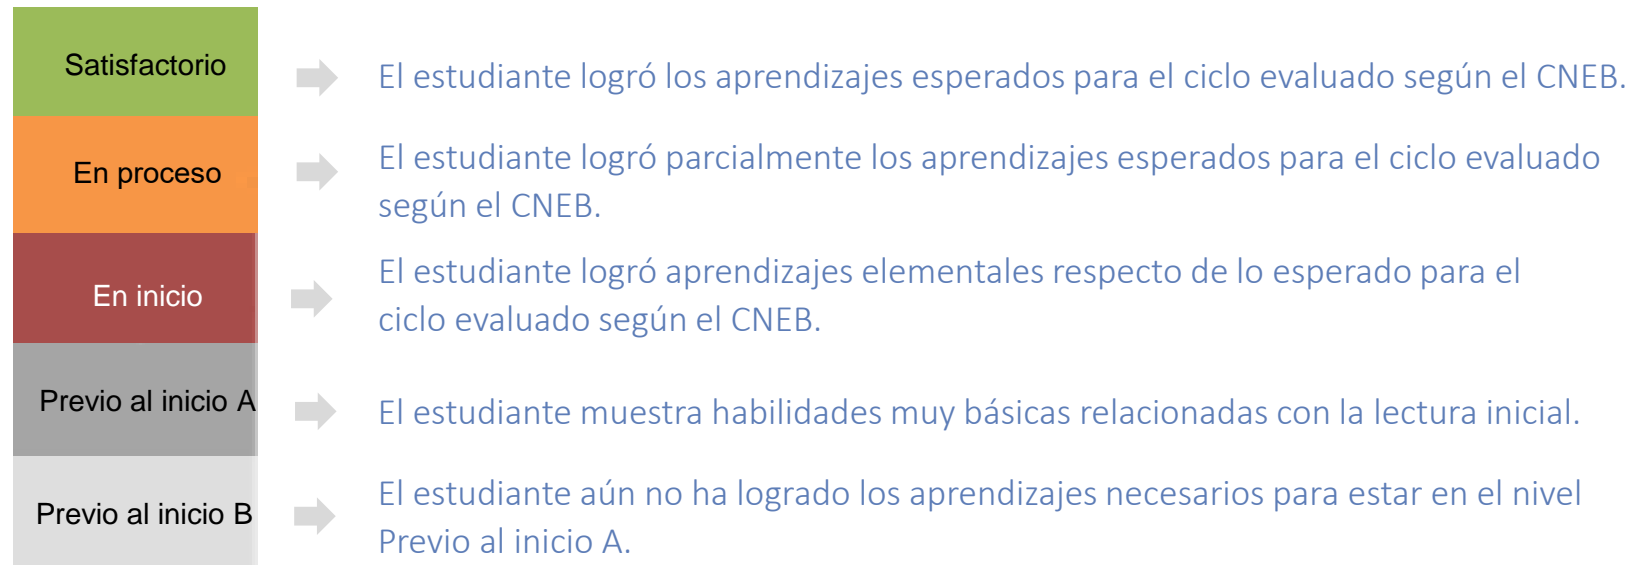 Satisfactorio
El estudiante logró los aprendizajes esperados para el ciclo evaluado según el CNEB.
En proceso
El estudiante logró parcialmente los aprendizajes esperados para el ciclo evaluado
según el CNEB.
En inicio
El estudiante logró aprendizajes elementales respecto de lo esperado para el
ciclo evaluado según el CNEB.
Previo al inicio A
El estudiante muestra habilidades muy básicas relacionadas con la lectura inicial.
Previo al inicio B
El estudiante aún no ha logrado los aprendizajes necesarios para estar en el nivel
Previo al inicio A.